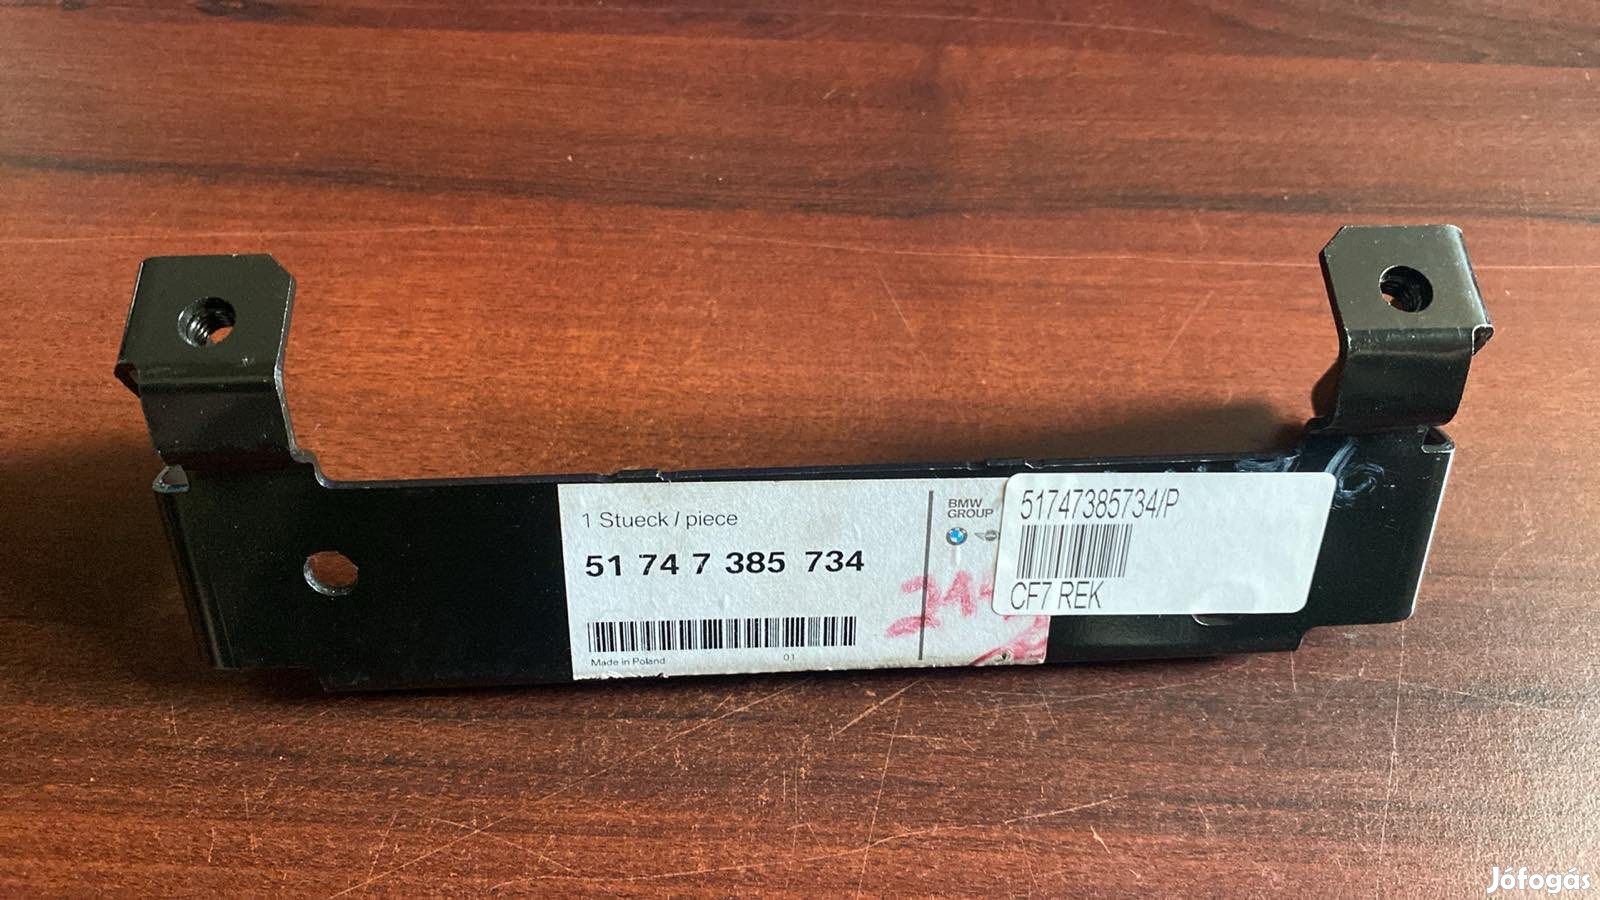 1 Stueck / piece
51 74 7 385 734
Made in Poland
01
BMW
GROUP
51747385734/P
CF7 REK
Jófogás